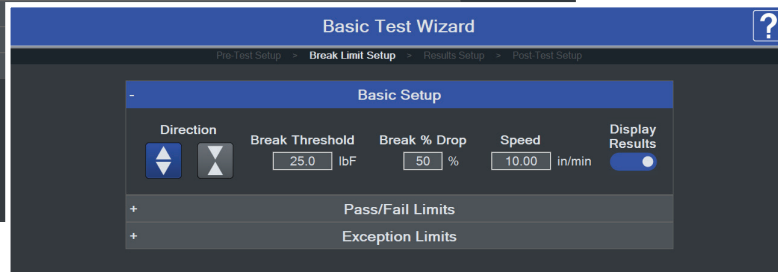 Basic Test Wizard
?
Pre-Test Setup > Break Limit Setup > Results Setup > Post-Test Setup
- Basic Setup
Direction
Break Threshold
25.0 lbF
Break % Drop
50 %
Speed
10.00 in/min
Display
Results
+ Pass/Fail Limits
+ Exception Limits